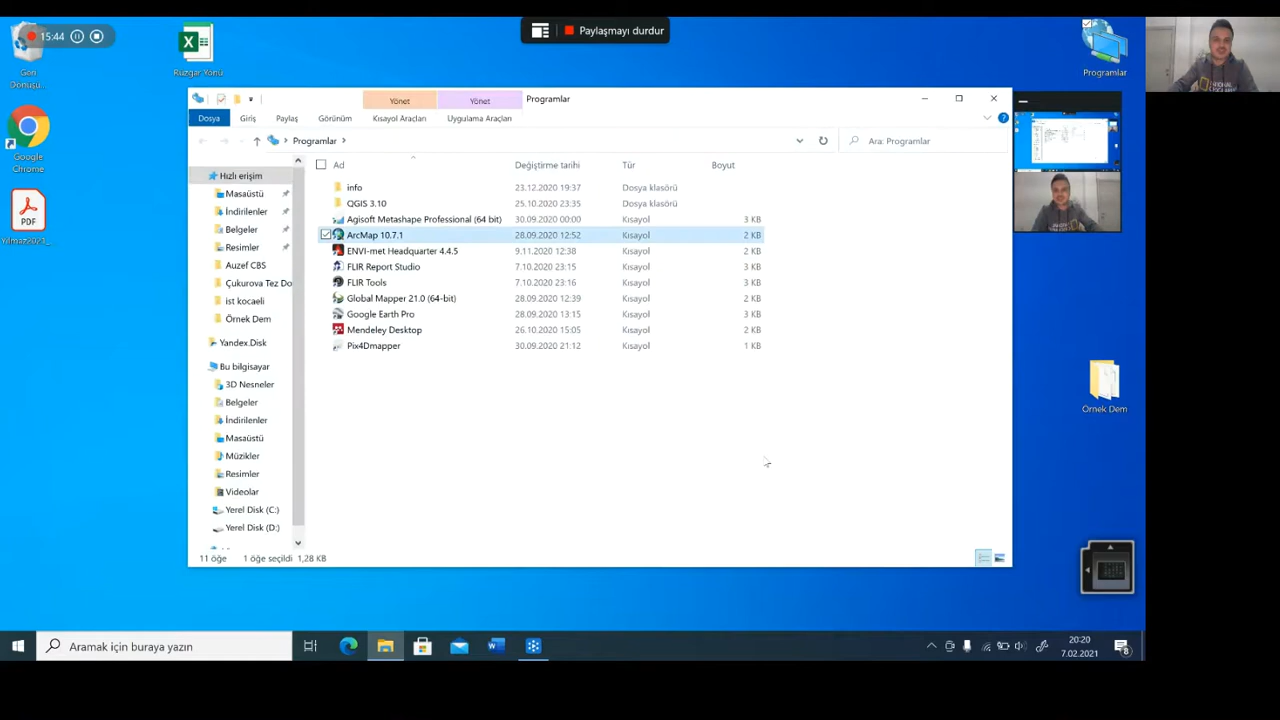 15:44
Paylaşmayı durdur
Geri
Dönüşü...
Rüzgar Yönü
Programlar
Google
Chrome
PDF
Yılmaz2021_
Yönet
Yönet
Programlar
Dosya
Giriş
Paylaş
Görünüm
Kısayol Araçları
Uygulama Araçları
Programlar
Ara: Programlar
Ad
Değiştirme tarihi
Tür
Boyut
Hızlı erişim
Masaüstü
İndirilenler
Belgeler
Resimler
Auzef CBS
Çukurova Tez Do
ist kocaeli
Örnek Dem
Yandex.Disk
Bu bilgisayar
3D Nesneler
Belgeler
İndirilenler
Masaüstü
Müzikler
Resimler
Videolar
Yerel Disk (C:)
Yerel Disk (D:)
info 23.12.2020 19:37 Dosya klasörü
QGIS 3.10 25.10.2020 23:35 Dosya klasörü
Agisoft Metashape Professional (64 bit) 30.09.2020 00:00 Kısayol 3 KB
ArcMap 10.7.1 28.09.2020 12:52 Kısayol 2 KB
ENVI-met Headquarter 4.4.5 9.11.2020 12:38 Kısayol 2 KB
FLIR Report Studio 7.10.2020 23:15 Kısayol 3 KB
FLIR Tools 7.10.2020 23:16 Kısayol 3 KB
Global Mapper 21.0 (64-bit) 28.09.2020 12:39 Kısayol 2 KB
Google Earth Pro 28.09.2020 13:15 Kısayol 3 KB
Mendeley Desktop 26.10.2020 15:05 Kısayol 2 KB
Pix4Dmapper 30.09.2020 21:12 Kısayol 1 KB
11 öğe 1 öğe seçildi 1,28 KB
Örnek Dem
Aramak için buraya yazın
20:20
7.02.2021
8